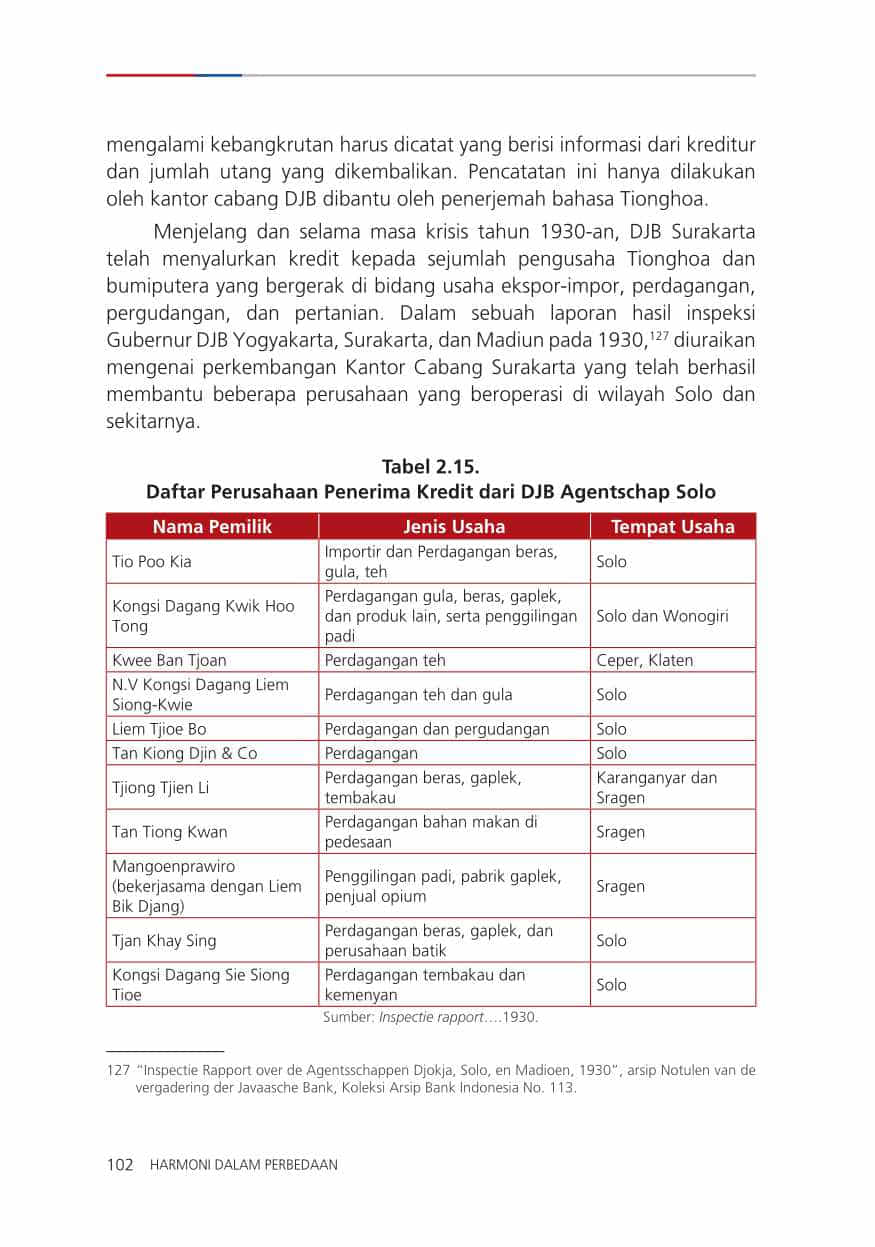 mengalami kebangkrutan harus dicatat yang berisi informasi dari kreditur
dan jumlah utang yang dikembalikan. Pencatatan ini hanya dilakukan
oleh kantor cabang DJB dibantu oleh penerjemah bahasa Tionghoa.
Menjelang dan selama masa krisis tahun 1930-an, DJB Surakarta
telah menyalurkan kredit kepada sejumlah pengusaha Tionghoa dan
bumiputera yang bergerak di bidang usaha ekspor-impor, perdagangan,
pergudangan, dan pertanian. Dalam sebuah laporan hasil inspeksi
Gubernur DJB Yogyakarta, Surakarta, dan Madiun pada 1930,127 diuraikan
mengenai perkembangan Kantor Cabang Surakarta yang telah berhasil
membantu beberapa perusahaan yang beroperasi di wilayah Solo dan
sekitarnya.
Tabel 2.15.
Daftar Perusahaan Penerima Kredit dari DJB Agentschap Solo
Nama Pemilik Jenis Usaha Tempat Usaha
Tio Poo Kia
Importir dan Perdagangan beras,
gula, teh
Solo
Kongsi Dagang Kwik Hoo
Tong
Perdagangan gula, beras, gaplek,
dan produk lain, serta penggilingan
padi
Solo dan Wonogiri
Kwee Ban Tjoan Perdagangan teh Ceper, Klaten
N.V Kongsi Dagang Liem
Siong-Kwie
Perdagangan teh dan gula
Solo
Liem Tjioe Bo Perdagangan dan pergudangan Solo
Tan Kiong Djin & Co Perdagangan Solo
Tjiong Tjien Li
Perdagangan beras, gaplek,
tembakau
Karanganyar dan
Sragen
Tan Tiong Kwan
Perdagangan bahan makan di
pedesaan
Sragen
Mangoenprawiro
(bekerjasama dengan Liem
Bik Djang)
Penggilingan padi, pabrik gaplek,
penjual opium
Sragen
Tjan Khay Sing
Perdagangan beras, gaplek, dan
perusahaan batik
Solo
Kongsi Dagang Sie Siong
Tioe
Perdagangan tembakau dan
kemenyan
Solo
Sumber: Inspectie rapport….1930.
127 “Inspectie Rapport over de Agentsschappen Djokja, Solo, en Madioen, 1930”, arsip Notulen van de
vergadering der Javaasche Bank, Koleksi Arsip Bank Indonesia No. 113.
102 HARMONI DALAM PERBEDAAN